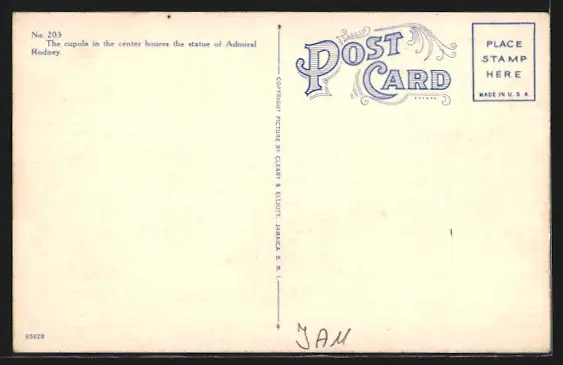 No. 203
The cupola in the center houses the statue of Admiral
Rodney.
POST
CARD
PLACE
STAMP
HERE
MADE IN U. S. A.
COPYRIGHT PICTURE BY CLEARY & ELLIOTT, JAMAICA B. W. I.
65628
JAM